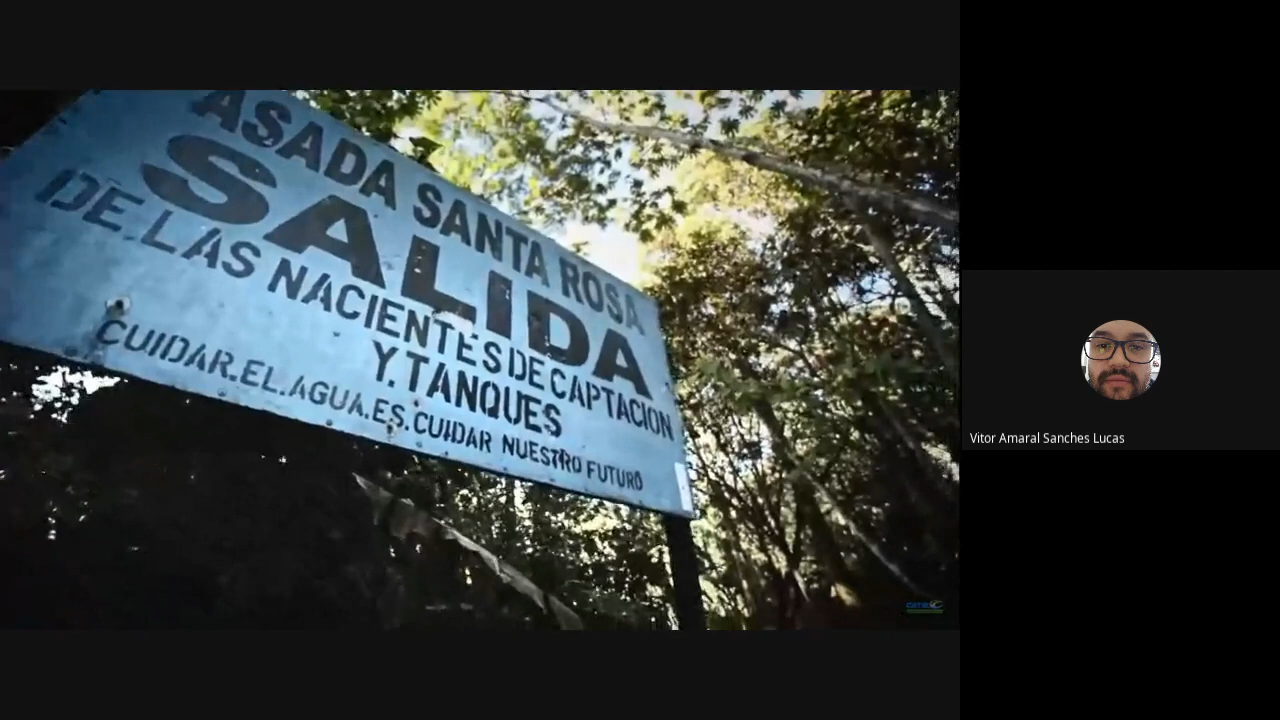 ASADA SANTA ROSA
SALIDA
DE.LAS NACIENTES DE CAPTACION
Y.TANQUES
CUIDAR.EL.AGUA.ES.CUIDAR NUESTRO FUTURO
Vitor Amaral Sanches Lucas